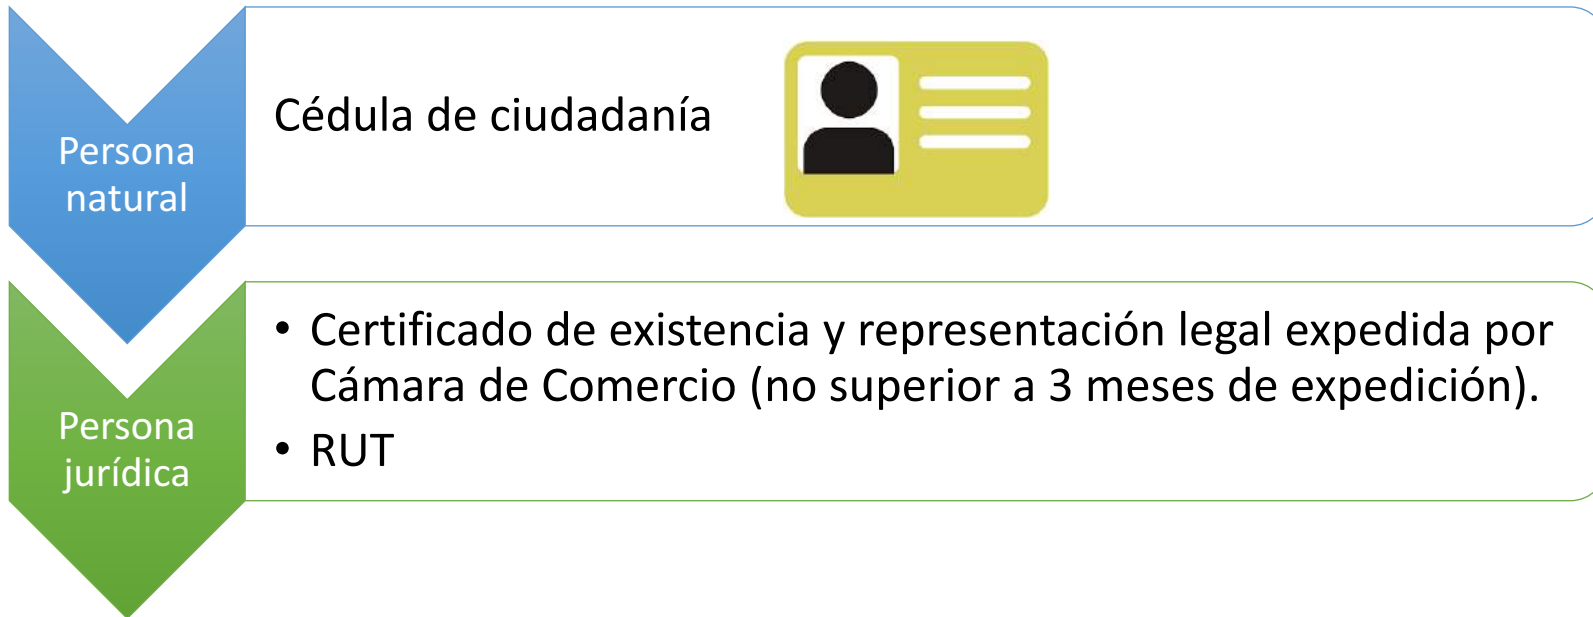 Persona
natural
Cédula de ciudadanía
Persona
jurídica
• Certificado de existencia y representación legal expedida por
Cámara de Comercio (no superior a 3 meses de expedición).
• RUT